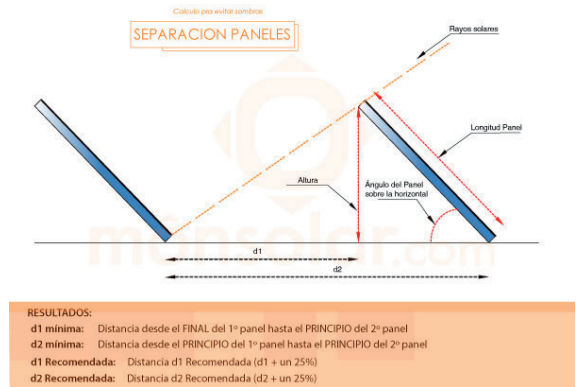 Calculo pra evitar sombras
SEPARACION PANELES
Rayos solares
Longitud Panel
Altura
Ángulo del Panel
sobre la horizontal
monsolar.com
d1
d2
RESULTADOS:
d1 mínima: Distancia desde el FINAL del 1º panel hasta el PRINCIPIO del 2º panel
d2 mínima: Distancia desde el PRINCIPIO del 1º panel hasta el PRINCIPIO del 2º panel
d1 Recomendada: Distancia d1 Recomendada (d1 + un 25%)
d2 Recomendada: Distancia d2 Recomendada (d2 + un 25%)